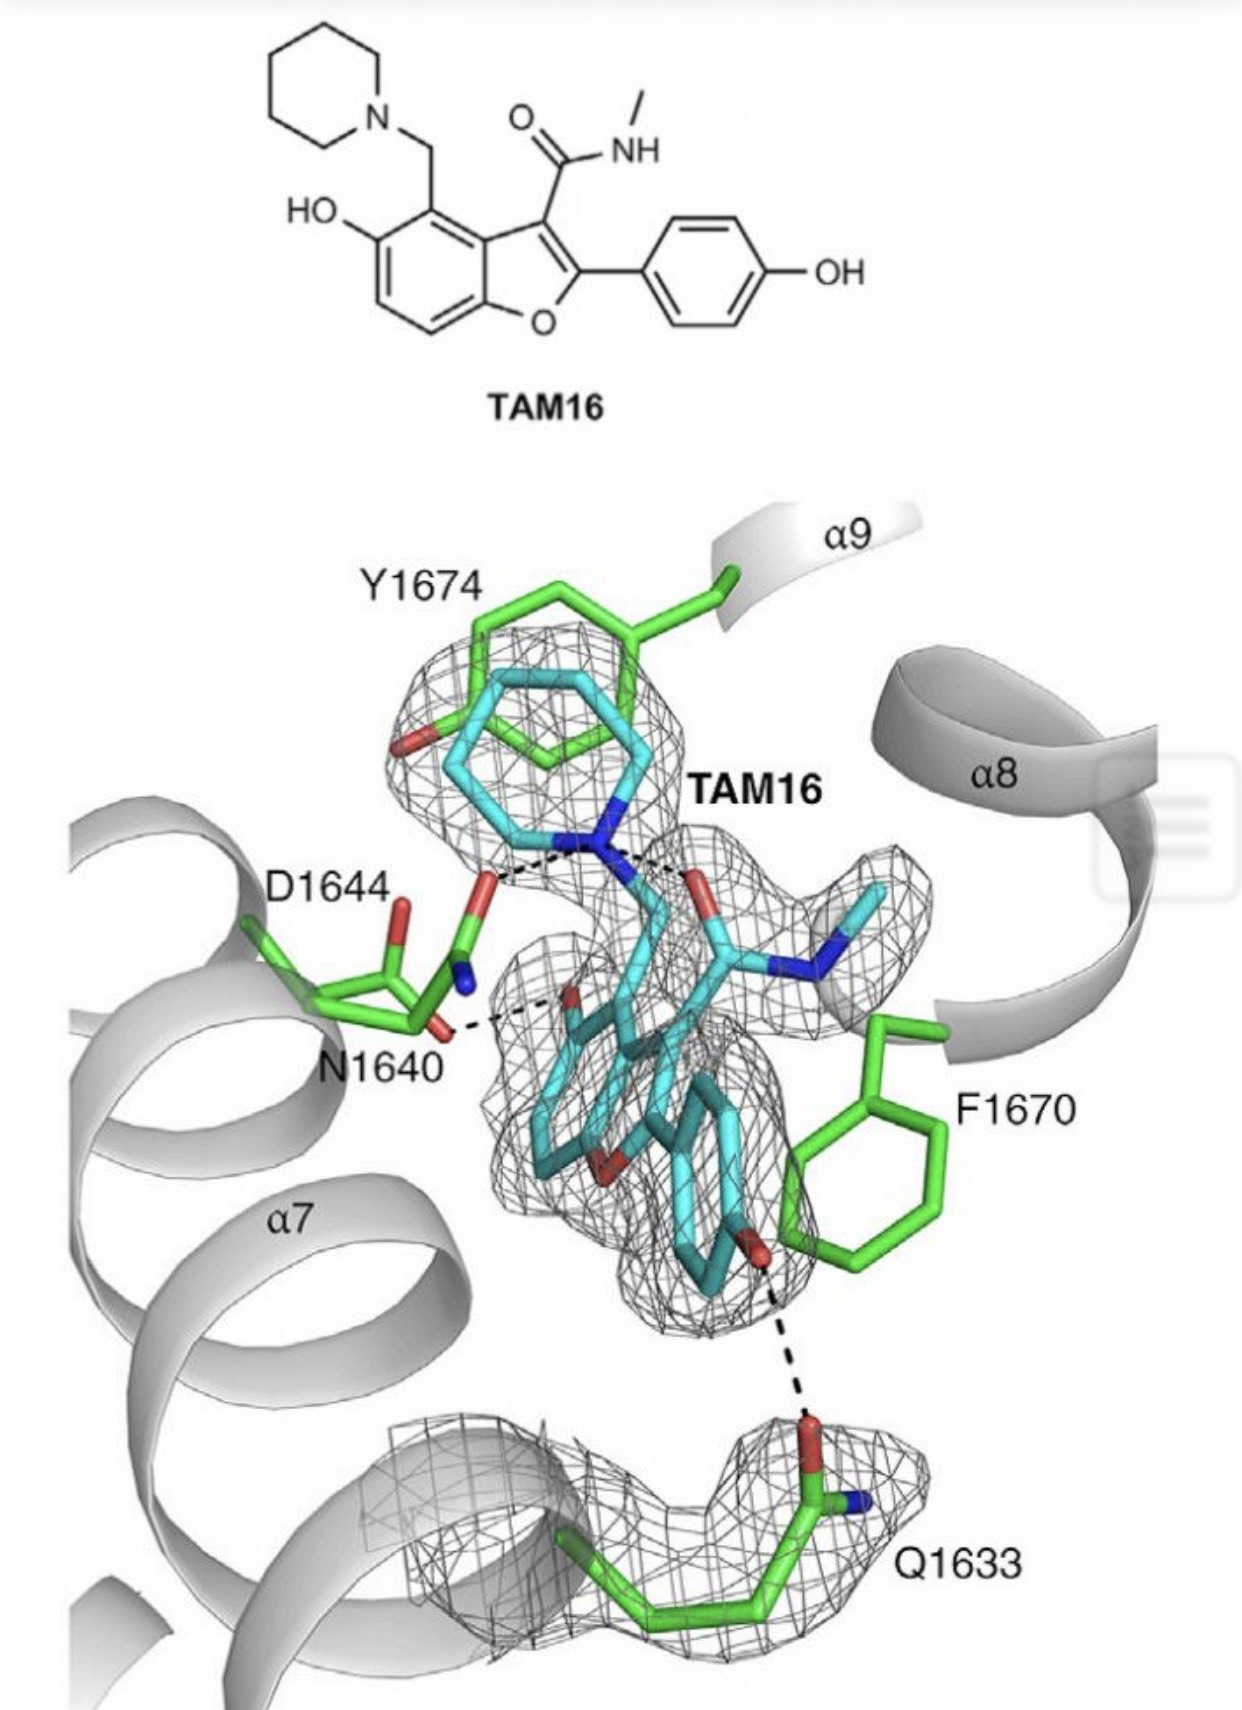 N
O
NH
HO
OH
O
TAM16
α9
Y1674
TAM16
α8
D1644
N1640
F1670
α7
Q1633